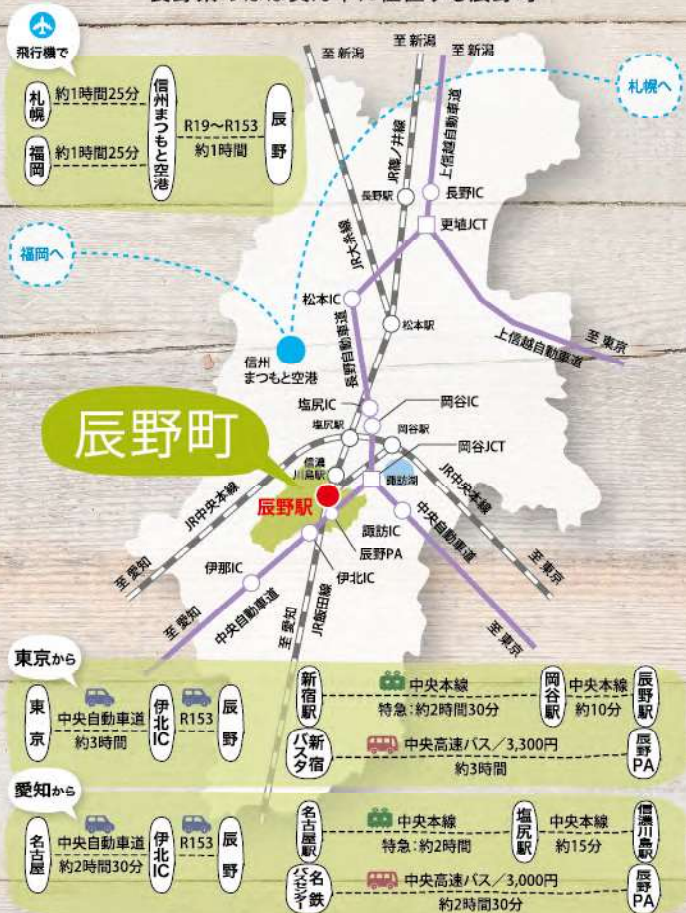 飛行機で
札幌
約1時間25分
福岡
約1時間25分
信州まつもと空港
R19～R153
約1時間
辰野
至 新潟
至 新潟
至 新潟
札幌へ
福岡へ
JR篠ノ井線
上信越自動車道
長野駅
長野IC
更埴JCT
JR大糸線
松本IC
松本駅
上信越自動車道
至 東京
信州
まつもと空港
長野自動車道
塩尻IC
岡谷IC
塩尻駅
岡谷駅
岡谷JCT
辰野町
信濃
川島駅
諏訪湖
辰野駅
JR中央本線
JR中央本線
諏訪IC
中央自動車道
辰野PA
伊北IC
伊那IC
至 愛知
至 愛知
中央自動車道
至 愛知
JR飯田線
至 東京
至 東京
東京から
東京
中央自動車道
約3時間
伊北IC
R153
辰野
新宿駅
中央本線
特急：約2時間30分
岡谷駅
中央本線
約10分
辰野駅
バスタ新宿
中央高速バス／3,300円
約3時間
辰野PA
愛知から
名古屋
中央自動車道
約2時間30分
伊北IC
R153
辰野
名古屋駅
中央本線
特急：約2時間
塩尻駅
中央本線
約15分
信濃川島駅
名鉄バスセンター
中央高速バス／3,000円
約2時間30分
辰野PA